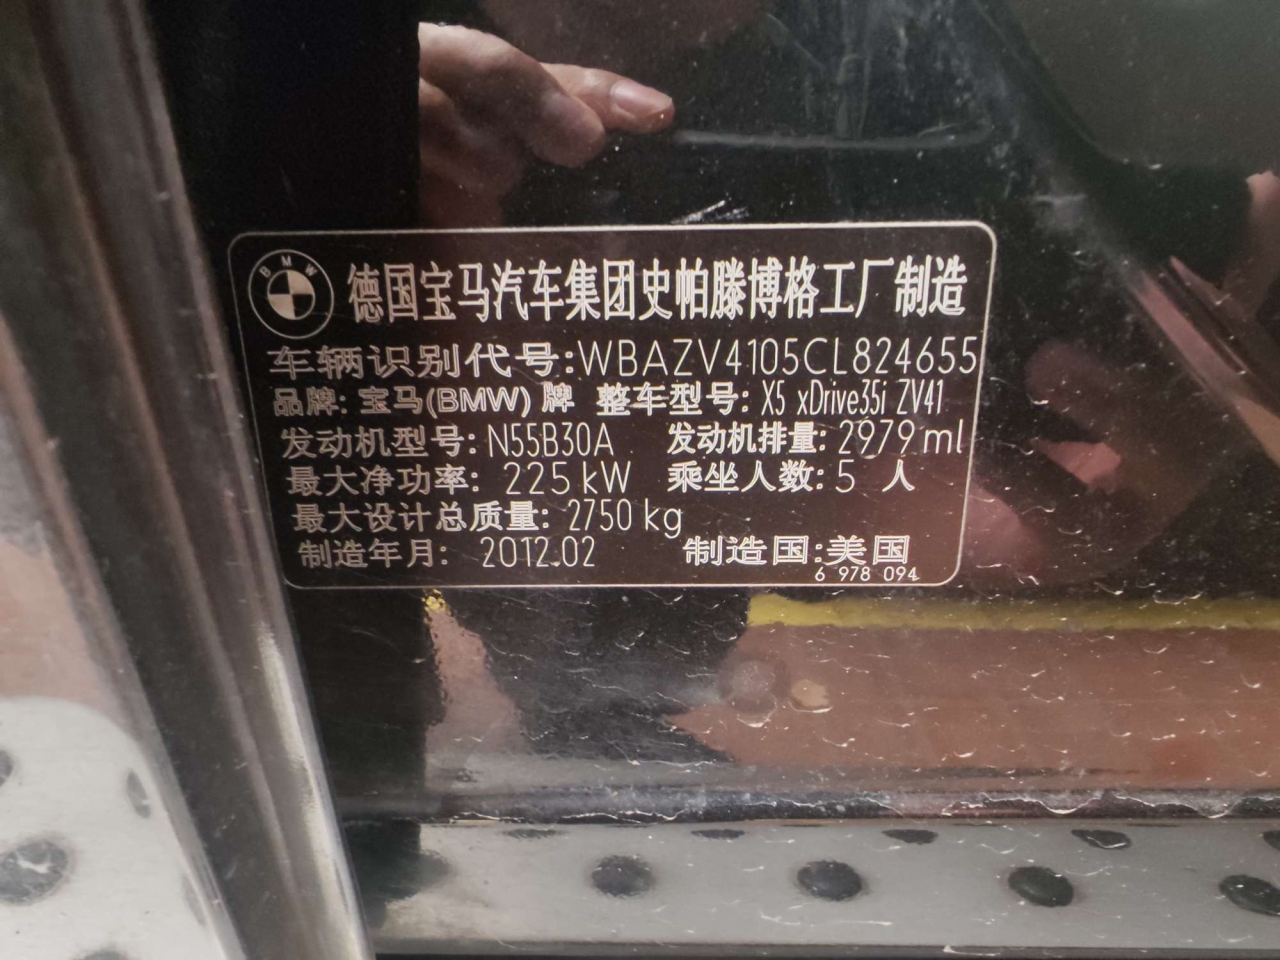 BMW
德国宝马汽车集团史帕滕博格工厂制造
车辆识别代号:WBAZV4105CL824655
品牌: 宝马(BMW) 牌 整车型号: X5 xDrive35i ZV41
发动机型号: N55B30A 发动机排量: 2979 ml
最大净功率: 225 kW 乘坐人数: 5 人
最大设计总质量: 2750 kg
制造年月: 2012.02 制造国:美国
6 978 094